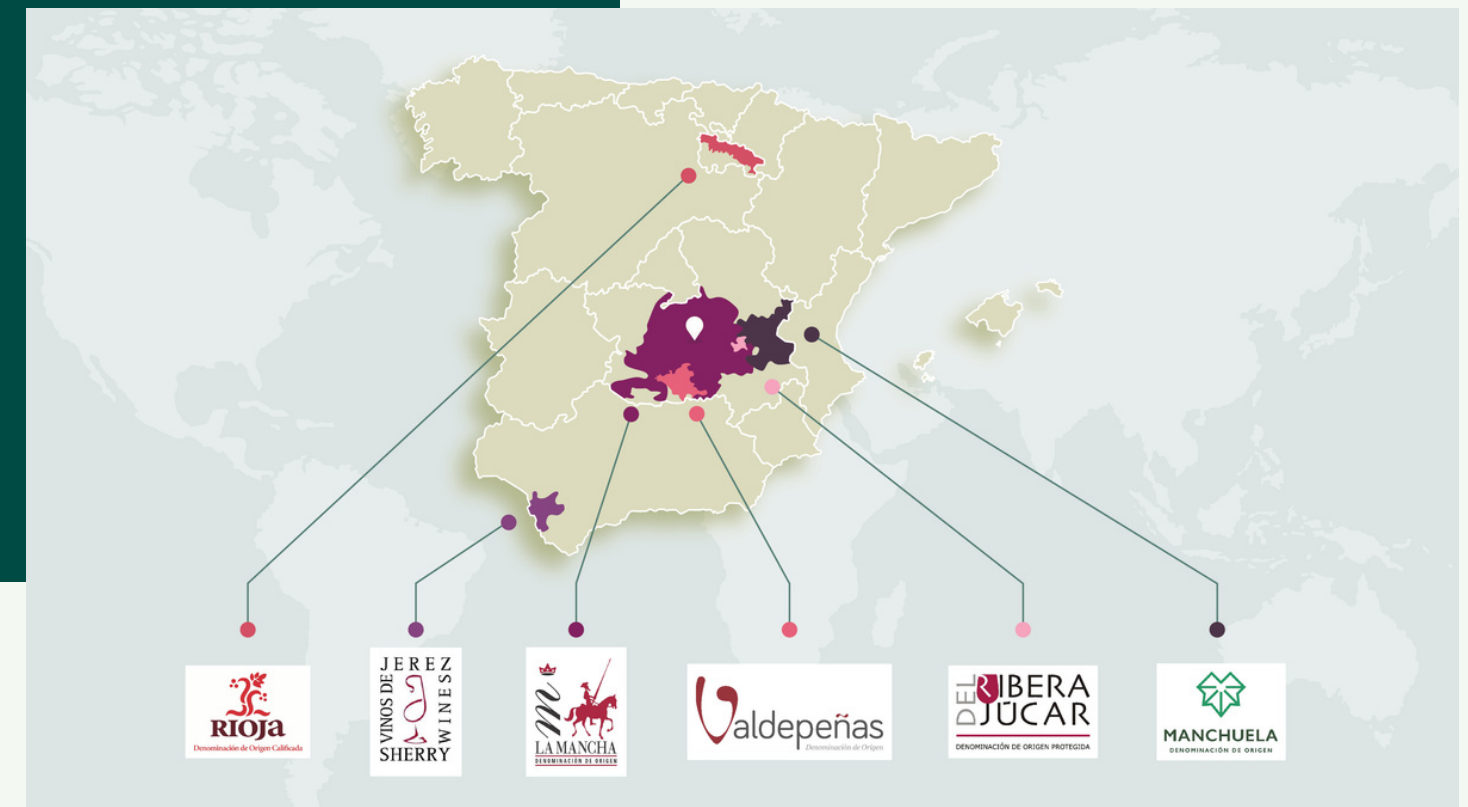 RIOJA
Denominación de Origen Calificada
VINOS DE
JEREZ
WINES
SHERRY
m
LA MANCHA
DENOMINACIÓN DE ORIGEN
Valdepeñas
Denominación de Origen
RIBERA
DEL
JÚCAR
DENOMINACIÓN DE ORIGEN PROTEGIDA
MANCHUELA
DENOMINACIÓN DE ORIGEN